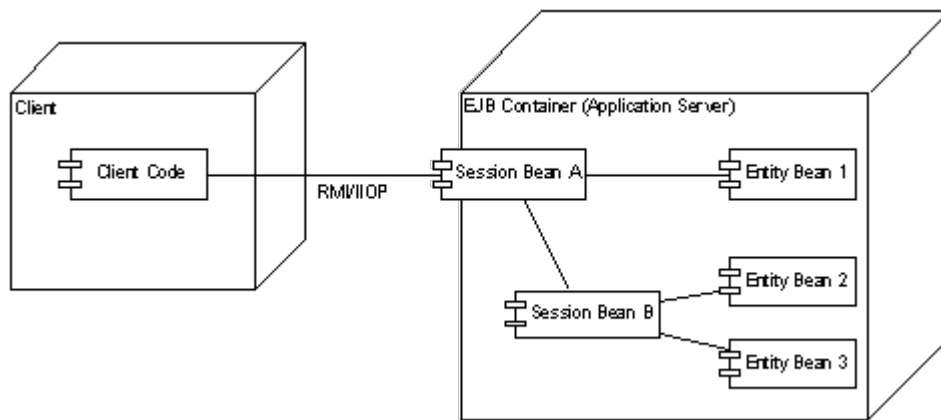 Client
EJB Container (Application Server)
Client Code
RMI/IIOP
Session Bean A
Entity Bean 1
Session Bean B
Entity Bean 2
Entity Bean 3